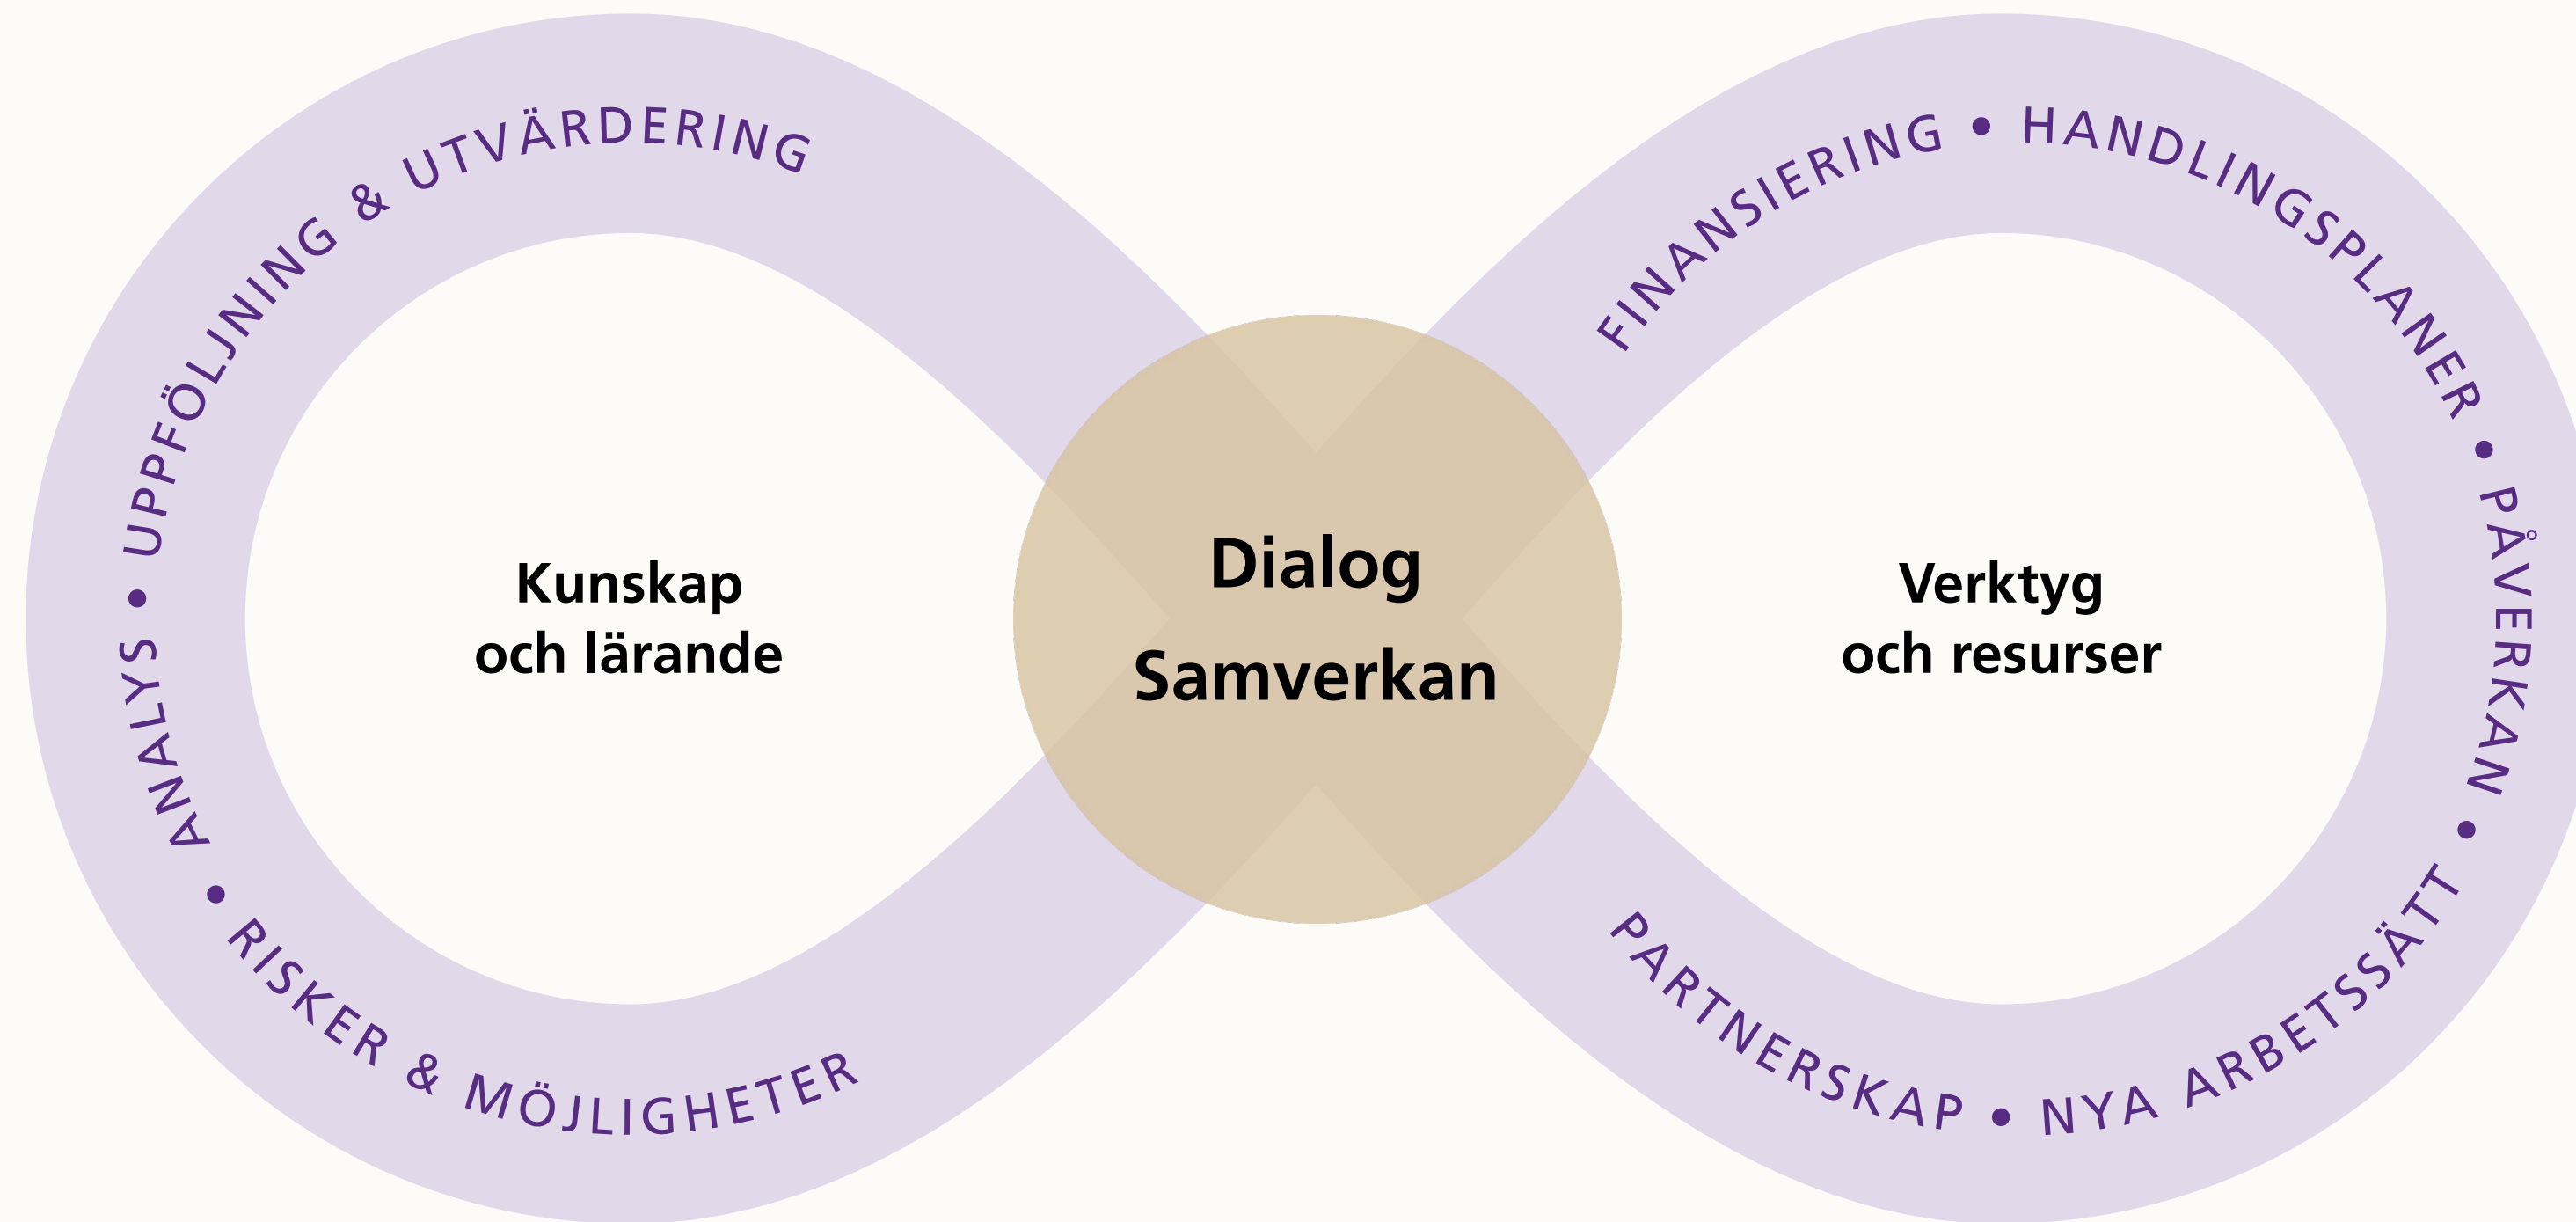 ANALYS • UPPFÖLJNING & UTVÄRDERING
• RISKER & MÖJLIGHETER
Kunskap
och lärande
Dialog
Samverkan
FINANSIERING • HANDLINGSPLANER • PÅVERKAN •
PARTNERSKAP • NYA ARBETSSÄTT
Verktyg
och resurser